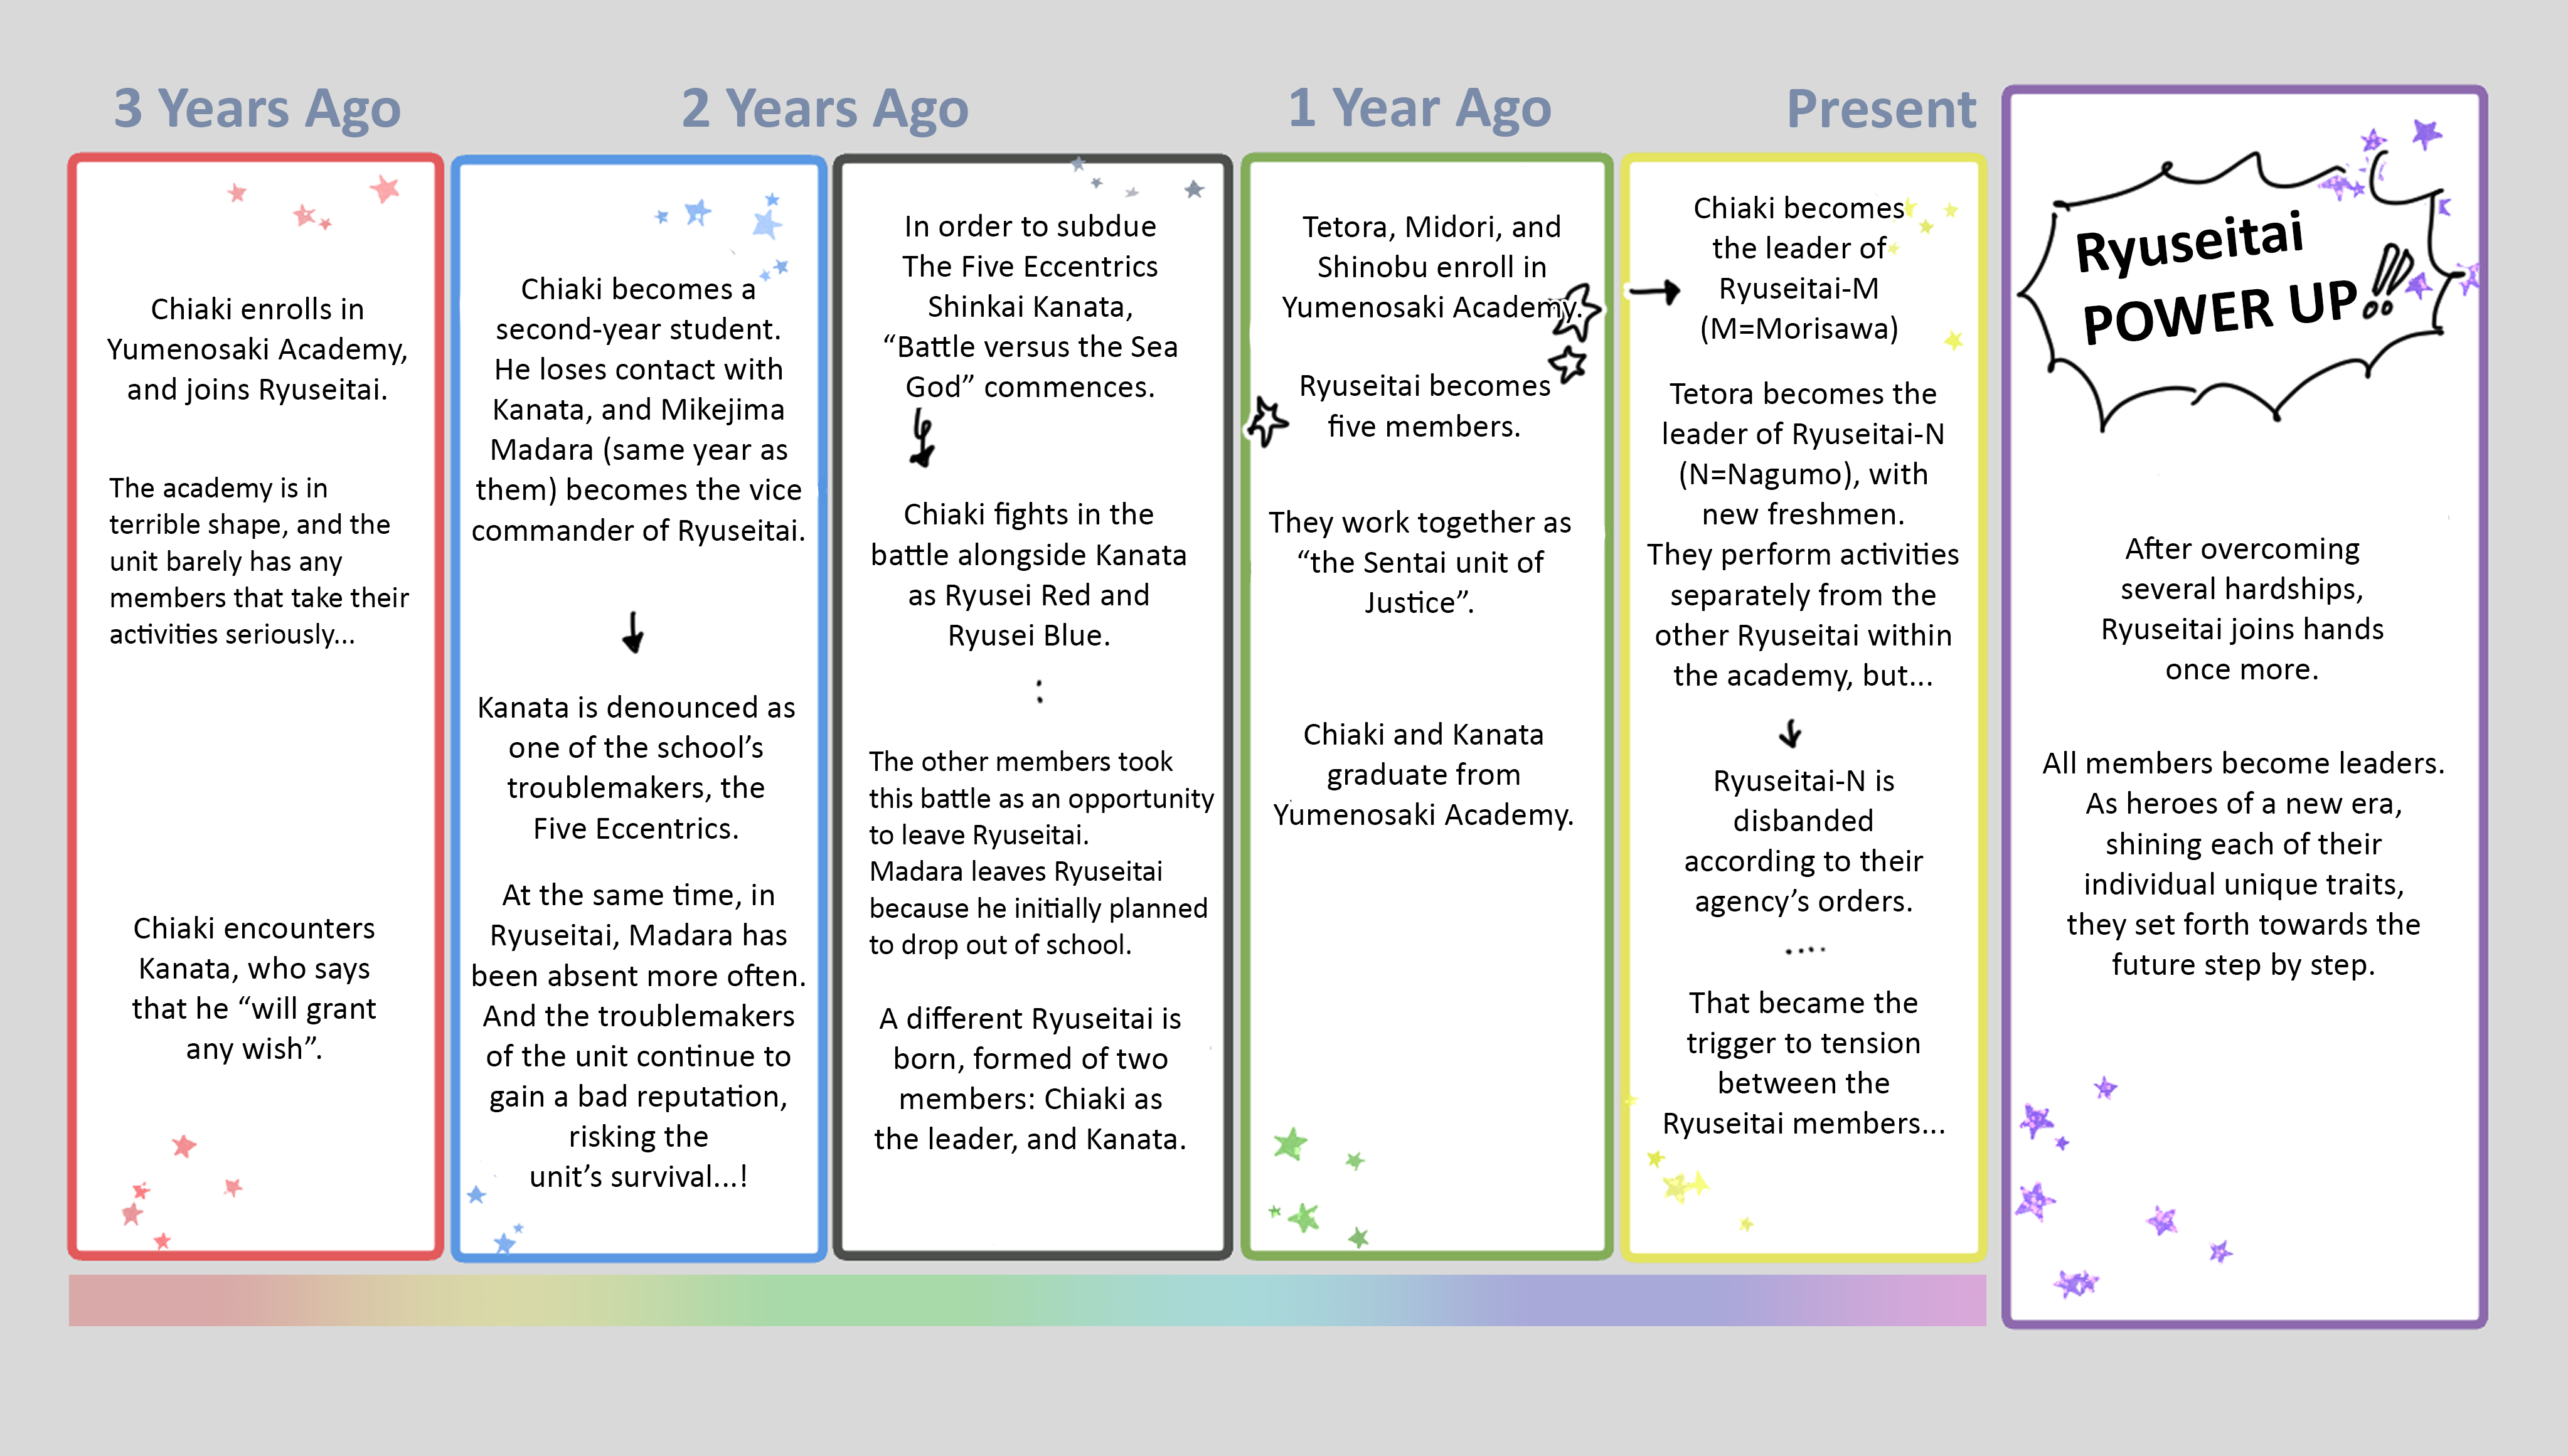 3 Years Ago
Chiaki enrolls in
Yumenosaki Academy,
and joins Ryuseitai.
The academy is in
terrible shape, and the
unit barely has any
members that take their
activities seriously...
Chiaki encounters
Kanata, who says
that he “will grant
any wish”.
2 Years Ago
Chiaki becomes a
second-year student.
He loses contact with
Kanata, and Mikejima
Madara (same year as
them) becomes the vice
commander of Ryuseitai.
Kanata is denounced as
one of the school’s
troublemakers, the
Five Eccentrics.
At the same time, in
Ryuseitai, Madara has
been absent more often.
And the troublemakers
of the unit continue to
gain a bad reputation,
risking the
unit’s survival...!
In order to subdue
The Five Eccentrics
Shinkai Kanata,
“Battle versus the Sea
God” commences.
Chiaki fights in the
battle alongside Kanata
as Ryusei Red and
Ryusei Blue.
:
The other members took
this battle as an opportunity
to leave Ryuseitai.
Madara leaves Ryuseitai
because he initially planned
to drop out of school.
A different Ryuseitai is
born, formed of two
members: Chiaki as
the leader, and Kanata.
1 Year Ago
Tetora, Midori, and
Shinobu enroll in
Yumenosaki Academy.
Ryuseitai becomes
five members.
They work together as
“the Sentai unit of
Justice”.
Chiaki and Kanata
graduate from
Yumenosaki Academy.
Present
Chiaki becomes
the leader of
Ryuseitai-M
(M=Morisawa)
Tetora becomes the
leader of Ryuseitai-N
(N=Nagumo), with
new freshmen.
They perform activities
separately from the
other Ryuseitai within
the academy, but...
Ryuseitai-N is
disbanded
according to their
agency’s orders.
....
That became the
trigger to tension
between the
Ryuseitai members...
Ryuseitai
POWER UP!!
After overcoming
several hardships,
Ryuseitai joins hands
once more.
All members become leaders.
As heroes of a new era,
shining each of their
individual unique traits,
they set forth towards the
future step by step.